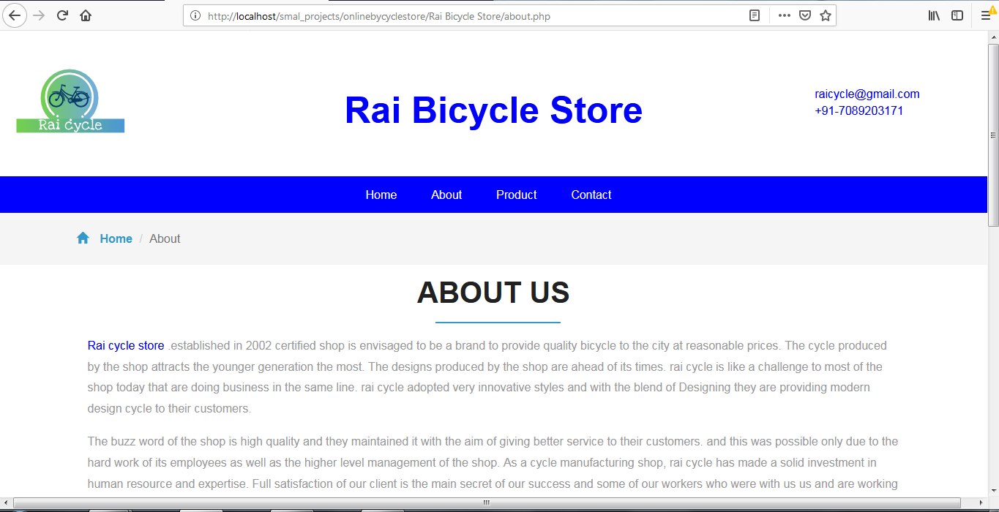 http://localhost/smal_projects/onlinebycyclestore/Rai Bicycle Store/about.php
Rai cycle
Rai Bicycle Store
raicycle@gmail.com
+91-7089203171
Home About Product Contact
Home / About
ABOUT US
Rai cycle store .established in 2002 certified shop is envisaged to be a brand to provide quality bicycle to the city at reasonable prices. The cycle produced
by the shop attracts the younger generation the most. The designs produced by the shop are ahead of its times. rai cycle is like a challenge to most of the
shop today that are doing business in the same line. rai cycle adopted very innovative styles and with the blend of Designing they are providing modern
design cycle to their customers.
The buzz word of the shop is high quality and they maintained it with the aim of giving better service to their customers. and this was possible only due to the
hard work of its employees as well as the higher level management of the shop. As a cycle manufacturing shop, rai cycle has made a solid investment in
human resource and expertise. Full satisfaction of our client is the main secret of our success and some of our workers who were with us us and are working